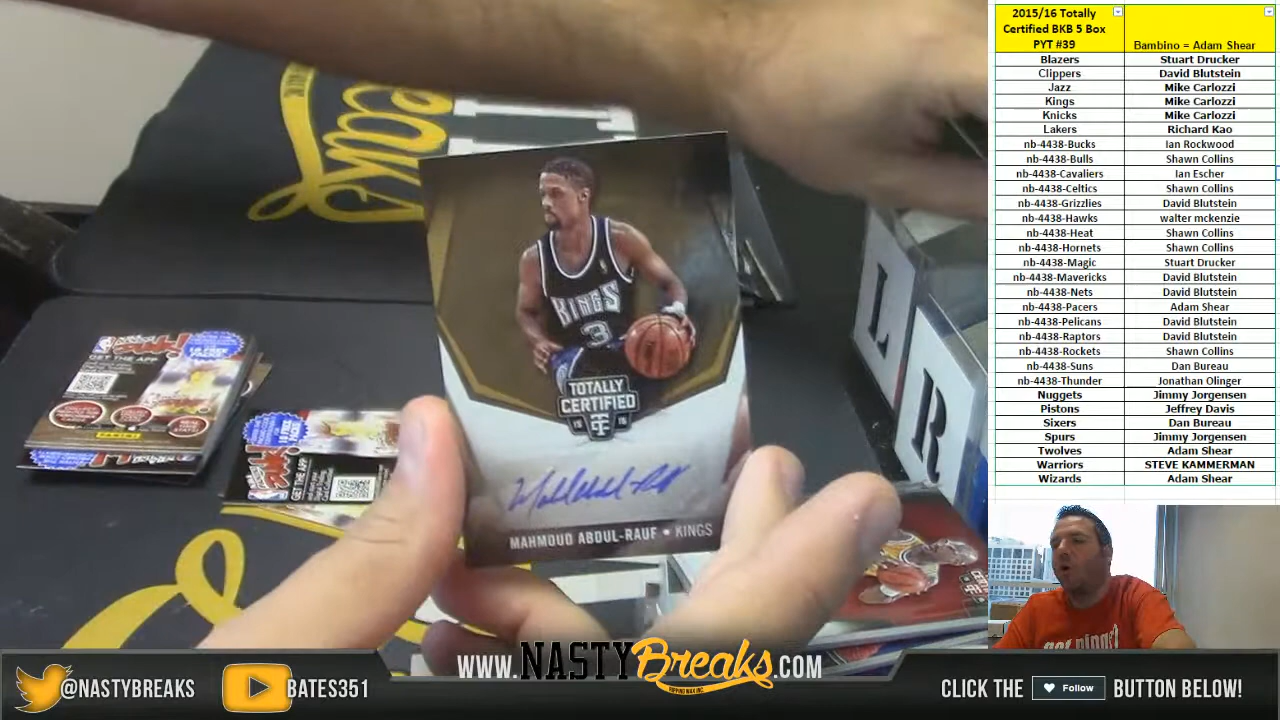 2015/16 Totally
Certified BKB 5 Box
PYT #39 Bambino = Adam Shear
Blazers Stuart Drucker
Clippers David Blutstein
Jazz Mike Carlozzi
Kings Mike Carlozzi
Knicks Mike Carlozzi
Lakers Richard Kao
nb-4438-Bucks Ian Rockwood
nb-4438-Bulls Shawn Collins
nb-4438-Cavaliers Ian Escher
nb-4438-Celtics Shawn Collins
nb-4438-Grizzlies David Blutstein
nb-4438-Hawks walter mckenzie
nb-4438-Heat Shawn Collins
nb-4438-Hornets Shawn Collins
nb-4438-Magic Stuart Drucker
nb-4438-Mavericks David Blutstein
nb-4438-Nets David Blutstein
nb-4438-Pacers Adam Shear
nb-4438-Pelicans David Blutstein
nb-4438-Raptors David Blutstein
nb-4438-Rockets Shawn Collins
nb-4438-Suns Dan Bureau
nb-4438-Thunder Jonathan Olinger
Nuggets Jimmy Jorgensen
Pistons Jeffrey Davis
Sixers Dan Bureau
Spurs Jimmy Jorgensen
Twolves Adam Shear
Warriors STEVE KAMMERMAN
Wizards Adam Shear
KINGS
3
TOTALLY
CERTIFIED
MAHMOUD ABDUL-RAUF • KINGS
GET THE APP
PANINI
GET THE APP
L
R
@NASTYBREAKS
BATES351
WWW.NASTYBreaks.COM
CLICK THE Follow BUTTON BELOW!